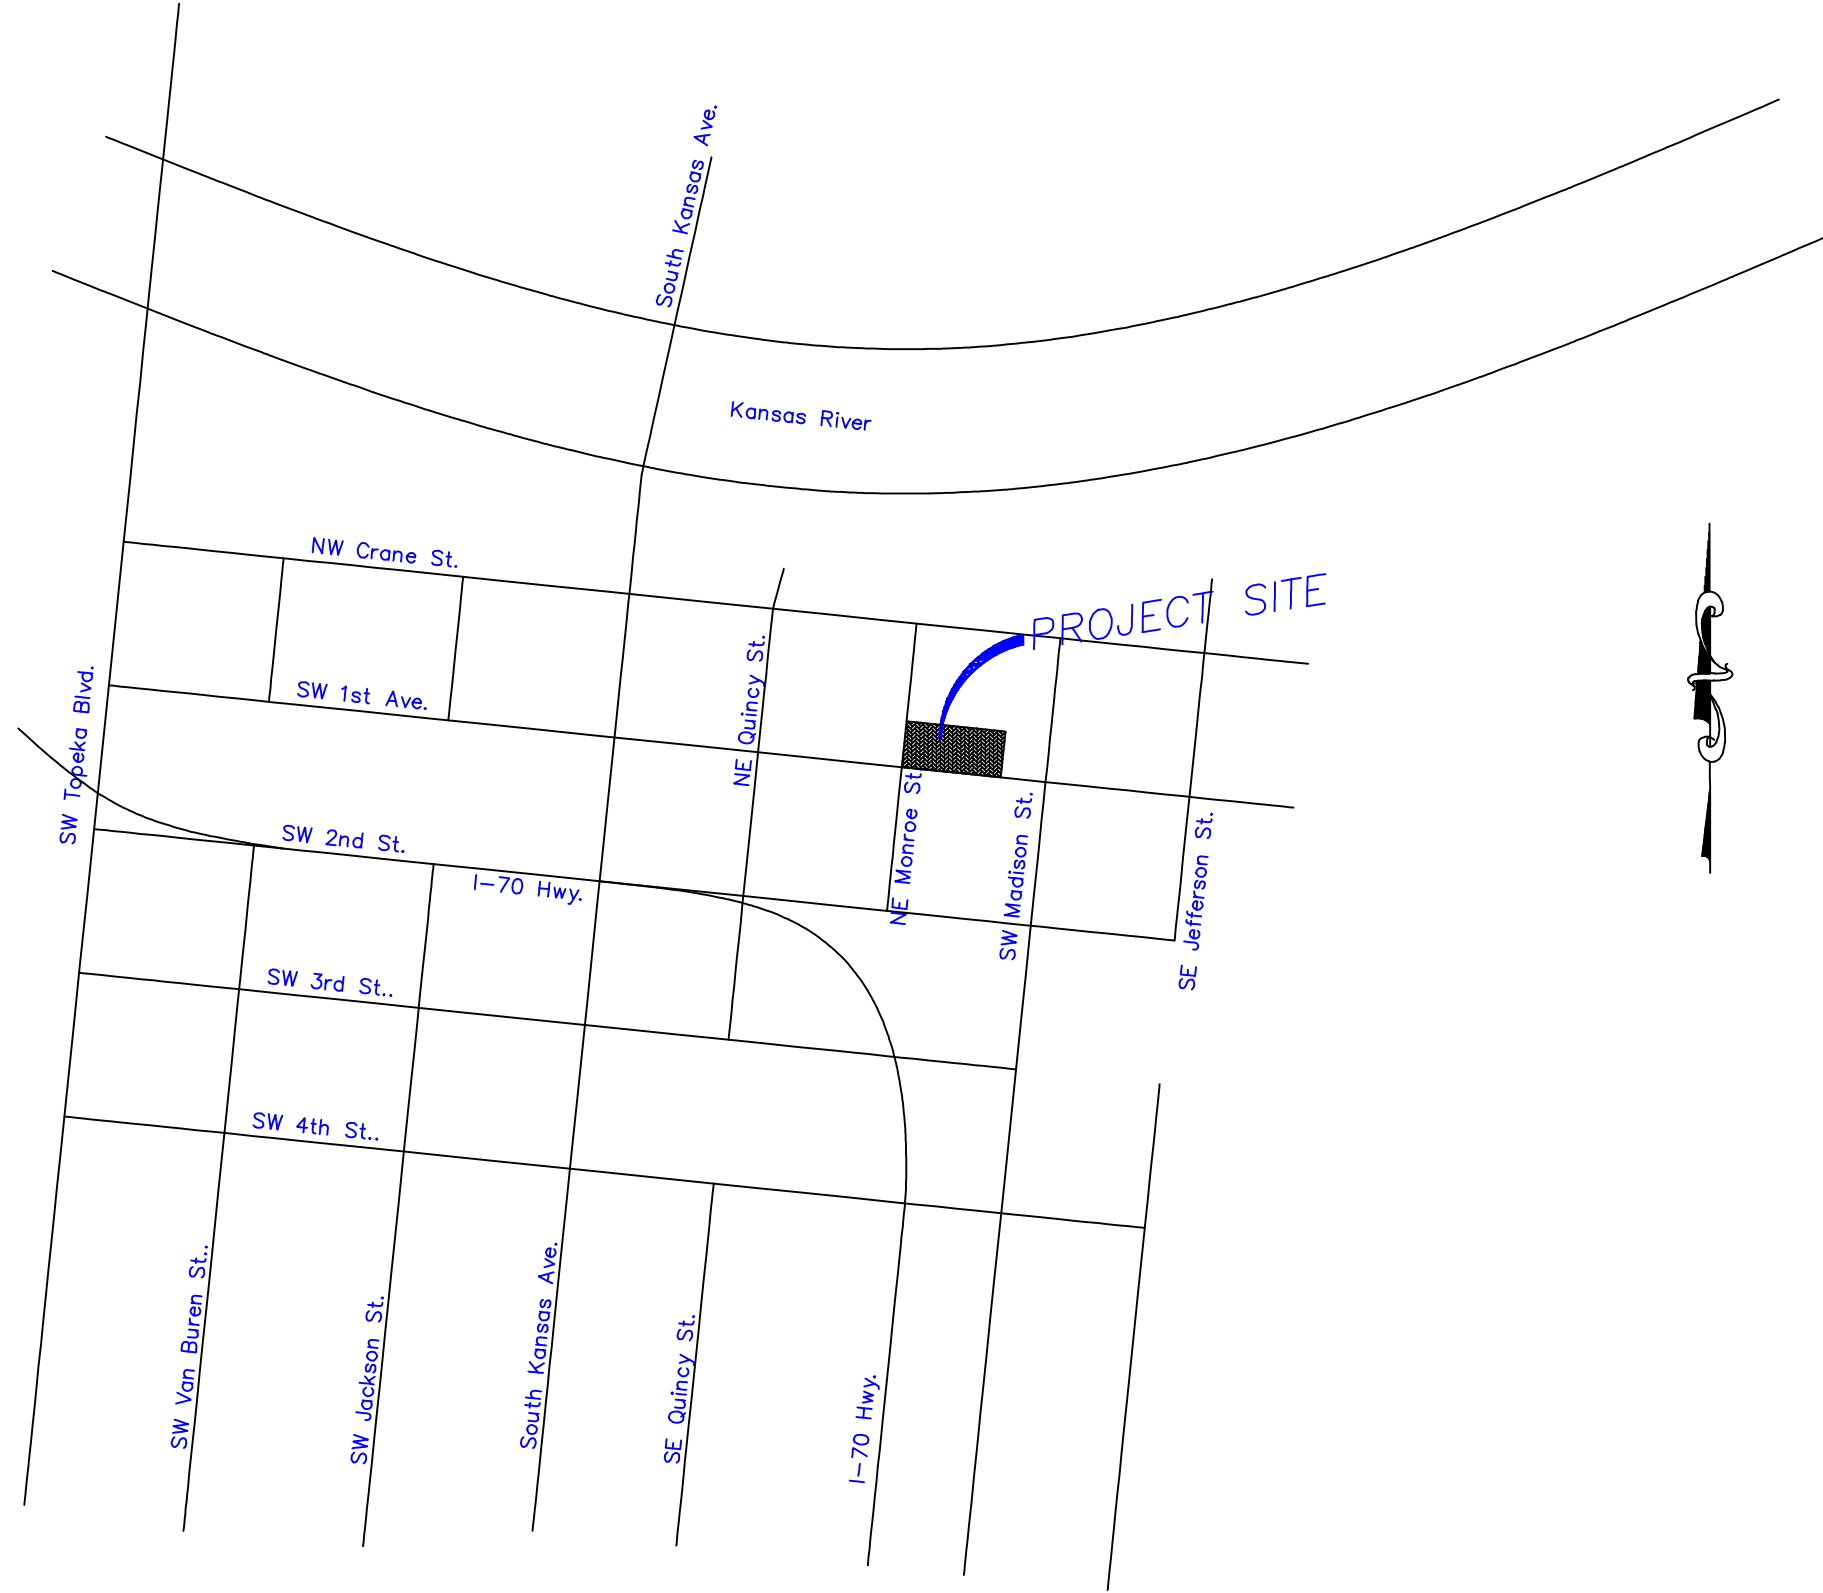 South Kansas Ave.
Kansas River
NW Crane St.
PROJECT SITE
SW Topeka Blvd.
SW 1st Ave.
NE Quincy St.
NE Monroe St
SW Madison St.
SE Jefferson St.
SW 2nd St.
I-70 Hwy.
SW 3rd St..
SW 4th St..
SW Van Buren St..
SW Jackson St.
South Kansas Ave.
SE Quincy St.
I-70 Hwy.